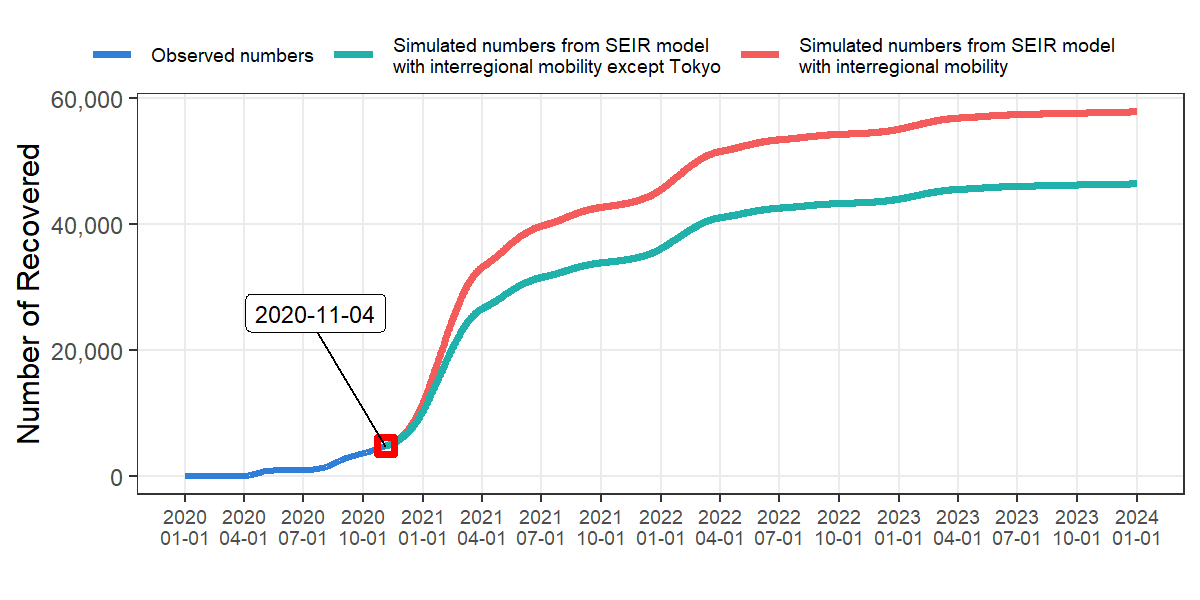 Observed numbers
Simulated numbers from SEIR model
with interregional mobility except Tokyo
Simulated numbers from SEIR model
with interregional mobility
Number of Recovered
60,000
40,000
20,000
0
2020-11-04
2020 2020 2020 2020 2021 2021 2021 2021 2022 2022 2022 2022 2023 2023 2023 2023 2024
01-01 04-01 07-01 10-01 01-01 04-01 07-01 10-01 01-01 04-01 07-01 10-01 01-01 04-01 07-01 10-01 01-01